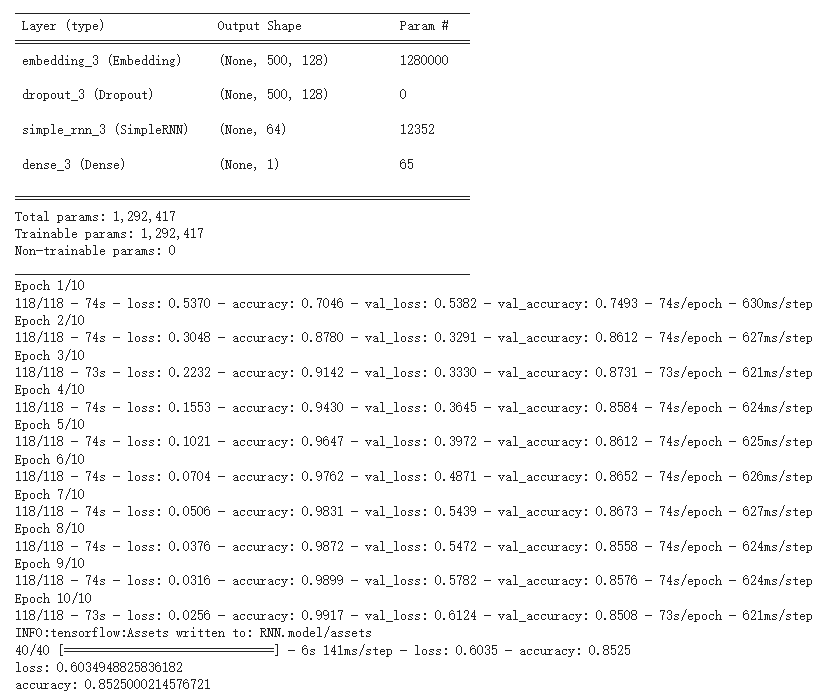 Layer (type) Output Shape Param #
embedding_3 (Embedding) (None, 500, 128) 1280000
dropout_3 (Dropout) (None, 500, 128) 0
simple_rnn_3 (SimpleRNN) (None, 64) 12352
dense_3 (Dense) (None, 1) 65
Total params: 1,292,417
Trainable params: 1,292,417
Non-trainable params: 0
Epoch 1/10
118/118 - 74s - loss: 0.5370 - accuracy: 0.7046 - val_loss: 0.5382 - val_accuracy: 0.7493 - 74s/epoch - 630ms/step
Epoch 2/10
118/118 - 74s - loss: 0.3048 - accuracy: 0.8780 - val_loss: 0.3291 - val_accuracy: 0.8612 - 74s/epoch - 627ms/step
Epoch 3/10
118/118 - 73s - loss: 0.2232 - accuracy: 0.9142 - val_loss: 0.3330 - val_accuracy: 0.8731 - 73s/epoch - 621ms/step
Epoch 4/10
118/118 - 74s - loss: 0.1553 - accuracy: 0.9430 - val_loss: 0.3645 - val_accuracy: 0.8584 - 74s/epoch - 624ms/step
Epoch 5/10
118/118 - 74s - loss: 0.1021 - accuracy: 0.9647 - val_loss: 0.3972 - val_accuracy: 0.8612 - 74s/epoch - 625ms/step
Epoch 6/10
118/118 - 74s - loss: 0.0704 - accuracy: 0.9762 - val_loss: 0.4871 - val_accuracy: 0.8652 - 74s/epoch - 626ms/step
Epoch 7/10
118/118 - 74s - loss: 0.0506 - accuracy: 0.9831 - val_loss: 0.5439 - val_accuracy: 0.8673 - 74s/epoch - 627ms/step
Epoch 8/10
118/118 - 74s - loss: 0.0376 - accuracy: 0.9872 - val_loss: 0.5472 - val_accuracy: 0.8558 - 74s/epoch - 624ms/step
Epoch 9/10
118/118 - 74s - loss: 0.0316 - accuracy: 0.9899 - val_loss: 0.5782 - val_accuracy: 0.8576 - 74s/epoch - 624ms/step
Epoch 10/10
118/118 - 73s - loss: 0.0256 - accuracy: 0.9917 - val_loss: 0.6124 - val_accuracy: 0.8508 - 73s/epoch - 621ms/step
INFO:tensorflow:Assets written to: RNN.model/assets
40/40 [==============================] - 6s 141ms/step - loss: 0.6035 - accuracy: 0.8525
loss: 0.6034948825836182
accuracy: 0.8525000214576721